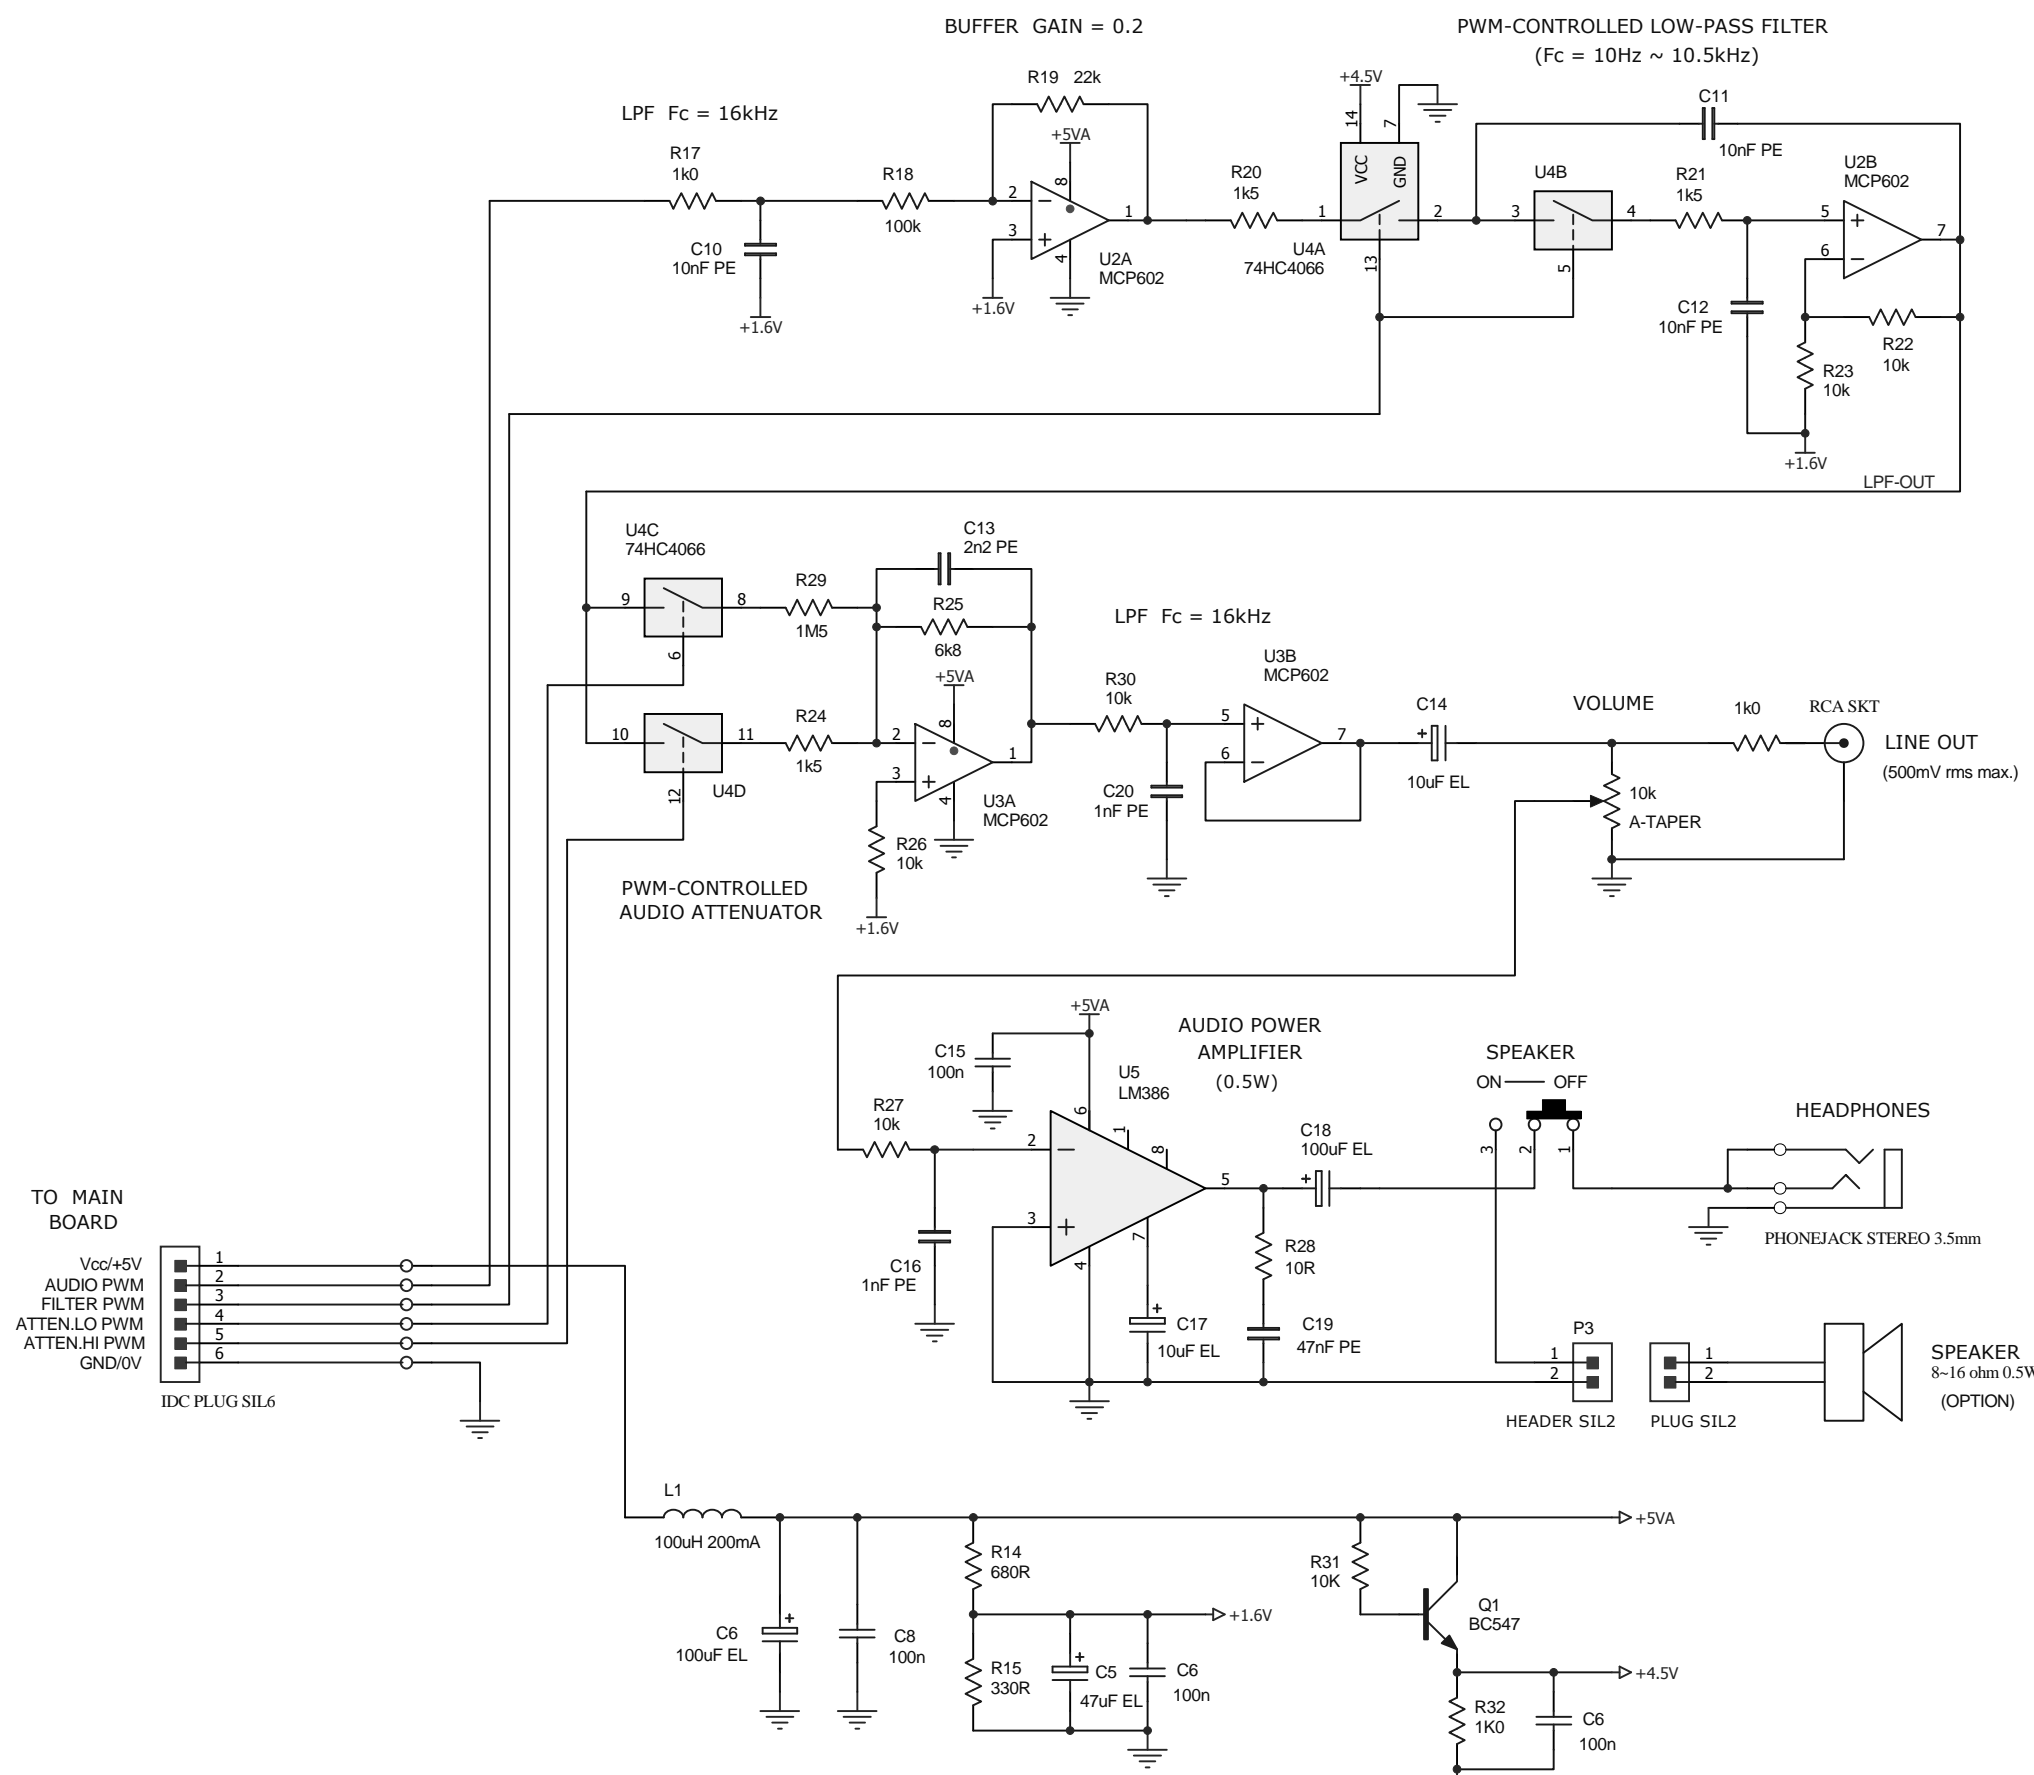 BUFFER GAIN = 0.2
PWM-CONTROLLED LOW-PASS FILTER
(Fc = 10Hz ~ 10.5kHz)
LPF Fc = 16kHz
R19 22k
+5VA
+4.5V
C11
10nF PE
R17
1k0
R18
100k
C10
10nF PE
+1.6V
2
3
8
4
1
+1.6V
U2A
MCP602
R20
1k5
14
7
VCC
GND
1
2
13
U4A
74HC4066
U4B
3
4
5
R21
1k5
U2B
MCP602
5
6
7
C12
10nF PE
R22
10k
R23
10k
+1.6V
LPF-OUT
U4C
74HC4066
9
8
6
R29
1M5
C13
2n2 PE
R25
6k8
+5VA
10
11
12
U4D
R24
1k5
2
3
8
4
1
U3A
MCP602
R26
10k
+1.6V
PWM-CONTROLLED
AUDIO ATTENUATOR
LPF Fc = 16kHz
R30
10k
C20
1nF PE
U3B
MCP602
5
6
7
C14
+
10uF EL
VOLUME
10k
A-TAPER
1k0
RCA SKT
LINE OUT
(500mV rms max.)
+5VA
C15
100n
AUDIO POWER
AMPLIFIER
(0.5W)
U5
LM386
R27
10k
C16
1nF PE
2
3
6
1
8
5
7
4
C17
+
10uF EL
C18
100uF EL
+
R28
10R
C19
47nF PE
SPEAKER
ON
OFF
3
2
1
HEADPHONES
PHONEJACK STEREO 3.5mm
P3
1
2
HEADER SIL2
1
2
PLUG SIL2
SPEAKER
8~16 ohm 0.5W
(OPTION)
TO MAIN
BOARD
Vcc/+5V 1
AUDIO PWM 2
FILTER PWM 3
ATTEN.LO PWM 4
ATTEN.HI PWM 5
GND/0V 6
IDC PLUG SIL6
L1
100uH 200mA
+5VA
C6
100uF EL
+
C8
100n
R14
680R
+1.6V
R15
330R
+
C5
47uF EL
C6
100n
R31
10K
Q1
BC547
+4.5V
R32
1K0
C6
100n